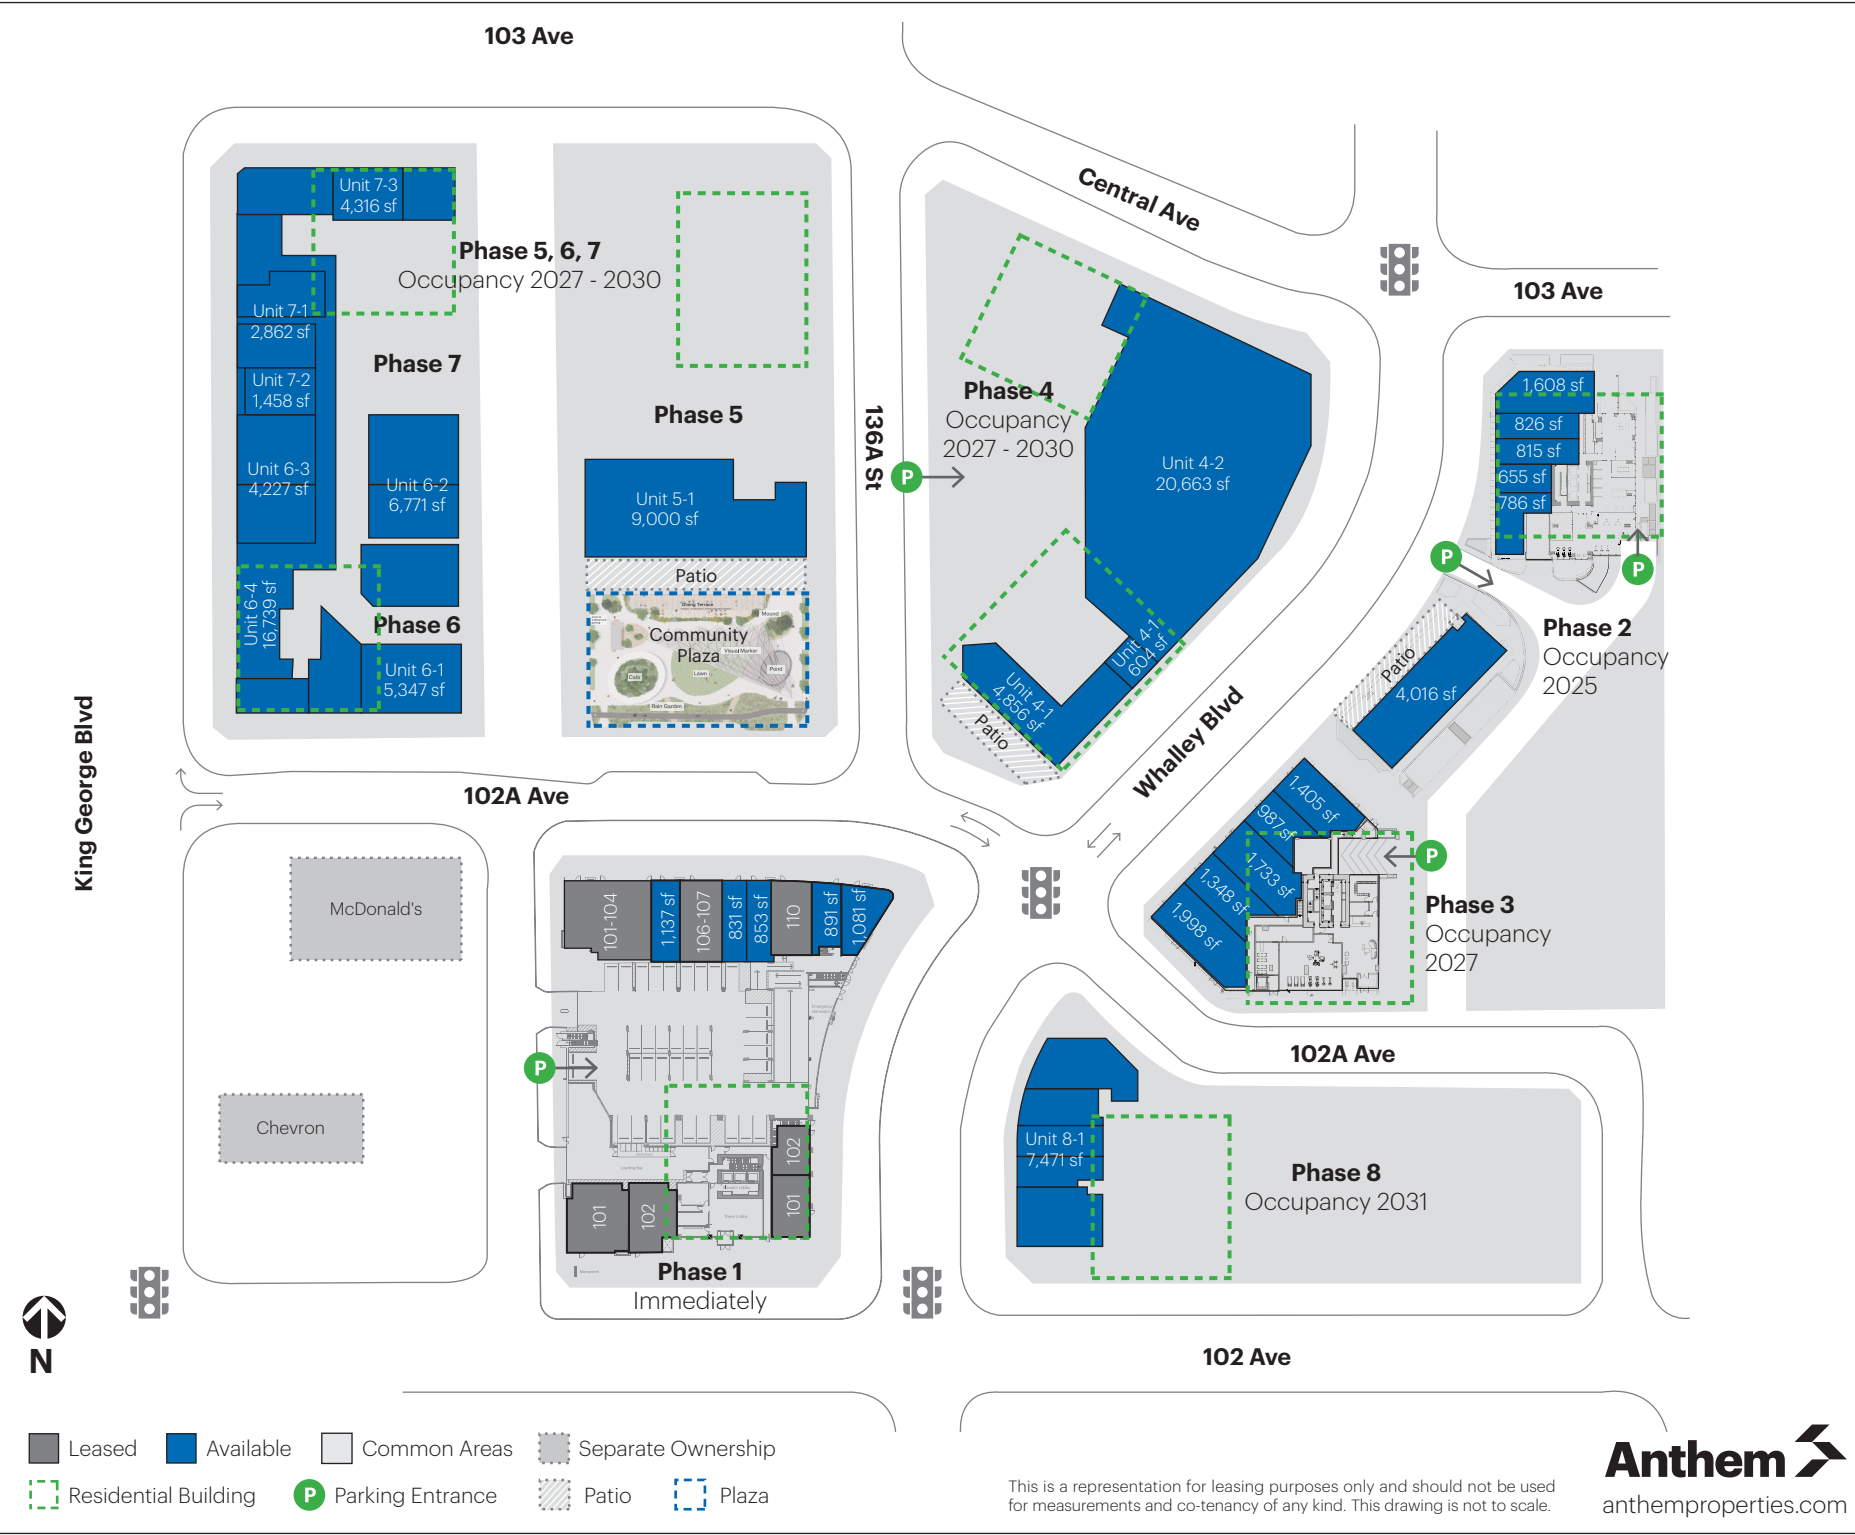 103 Ave
Central Ave
103 Ave
Unit 7-3
4,316 sf
Phase 5, 6, 7
Occupancy 2027 - 2030
Unit 7-1
2,862 sf
Phase 7
Unit 7-2
1,458 sf
Unit 6-3
4,227 sf
Unit 6-2
6,771 sf
Unit 6-4
16,739 sf
Phase 6
Unit 6-1
5,347 sf
Phase 5
Unit 5-1
9,000 sf
Patio
Dining Terrace
Mound
Community
Plaza
Visual Marker
Cafe
Lawn
Pond
Rain Garden
136A St
P
Phase 4
Occupancy
2027 - 2030
Unit 4-2
20,663 sf
Unit 4-1
604 sf
Unit 4-1
4,856 sf
Patio
Whalley Blvd
1,608 sf
826 sf
815 sf
655 sf
786 sf
P
P
Phase 2
Occupancy
2025
Patio
4,016 sf
King George Blvd
102A Ave
1,405 sf
987 sf
1,733 sf
1,348 sf
1,998 sf
P
Phase 3
Occupancy
2027
McDonald's
Chevron
101-104
1,137 sf
106-107
831 sf
853 sf
110
891 sf
1,081 sf
P
102
101
101
102
Phase 1
Immediately
102A Ave
Unit 8-1
7,471 sf
Phase 8
Occupancy 2031
102 Ave
N
Leased
Available
Common Areas
Separate Ownership
Residential Building
P
Parking Entrance
Patio
Plaza
This is a representation for leasing purposes only and should not be used
for measurements and co-tenancy of any kind. This drawing is not to scale.
Anthem
anthemproperties.com